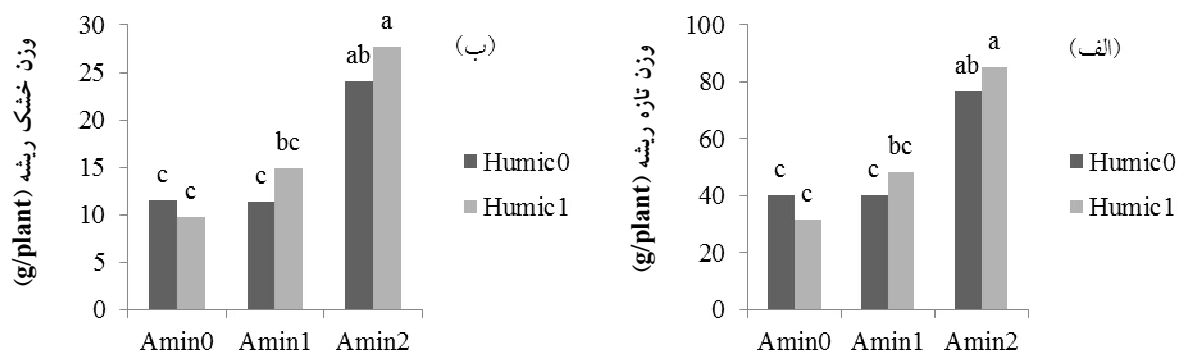 وزن خشک ریشه (g/plant)
30
25
20
15
10
5
0
c
c
c
bc
ab
a
Amin0 Amin1 Amin2
(ب)
Humic0
Humic1
وزن تازه ریشه (g/plant)
100
80
60
40
20
0
c
c
c
bc
ab
a
Amin0 Amin1 Amin2
(الف)
Humic0
Humic1